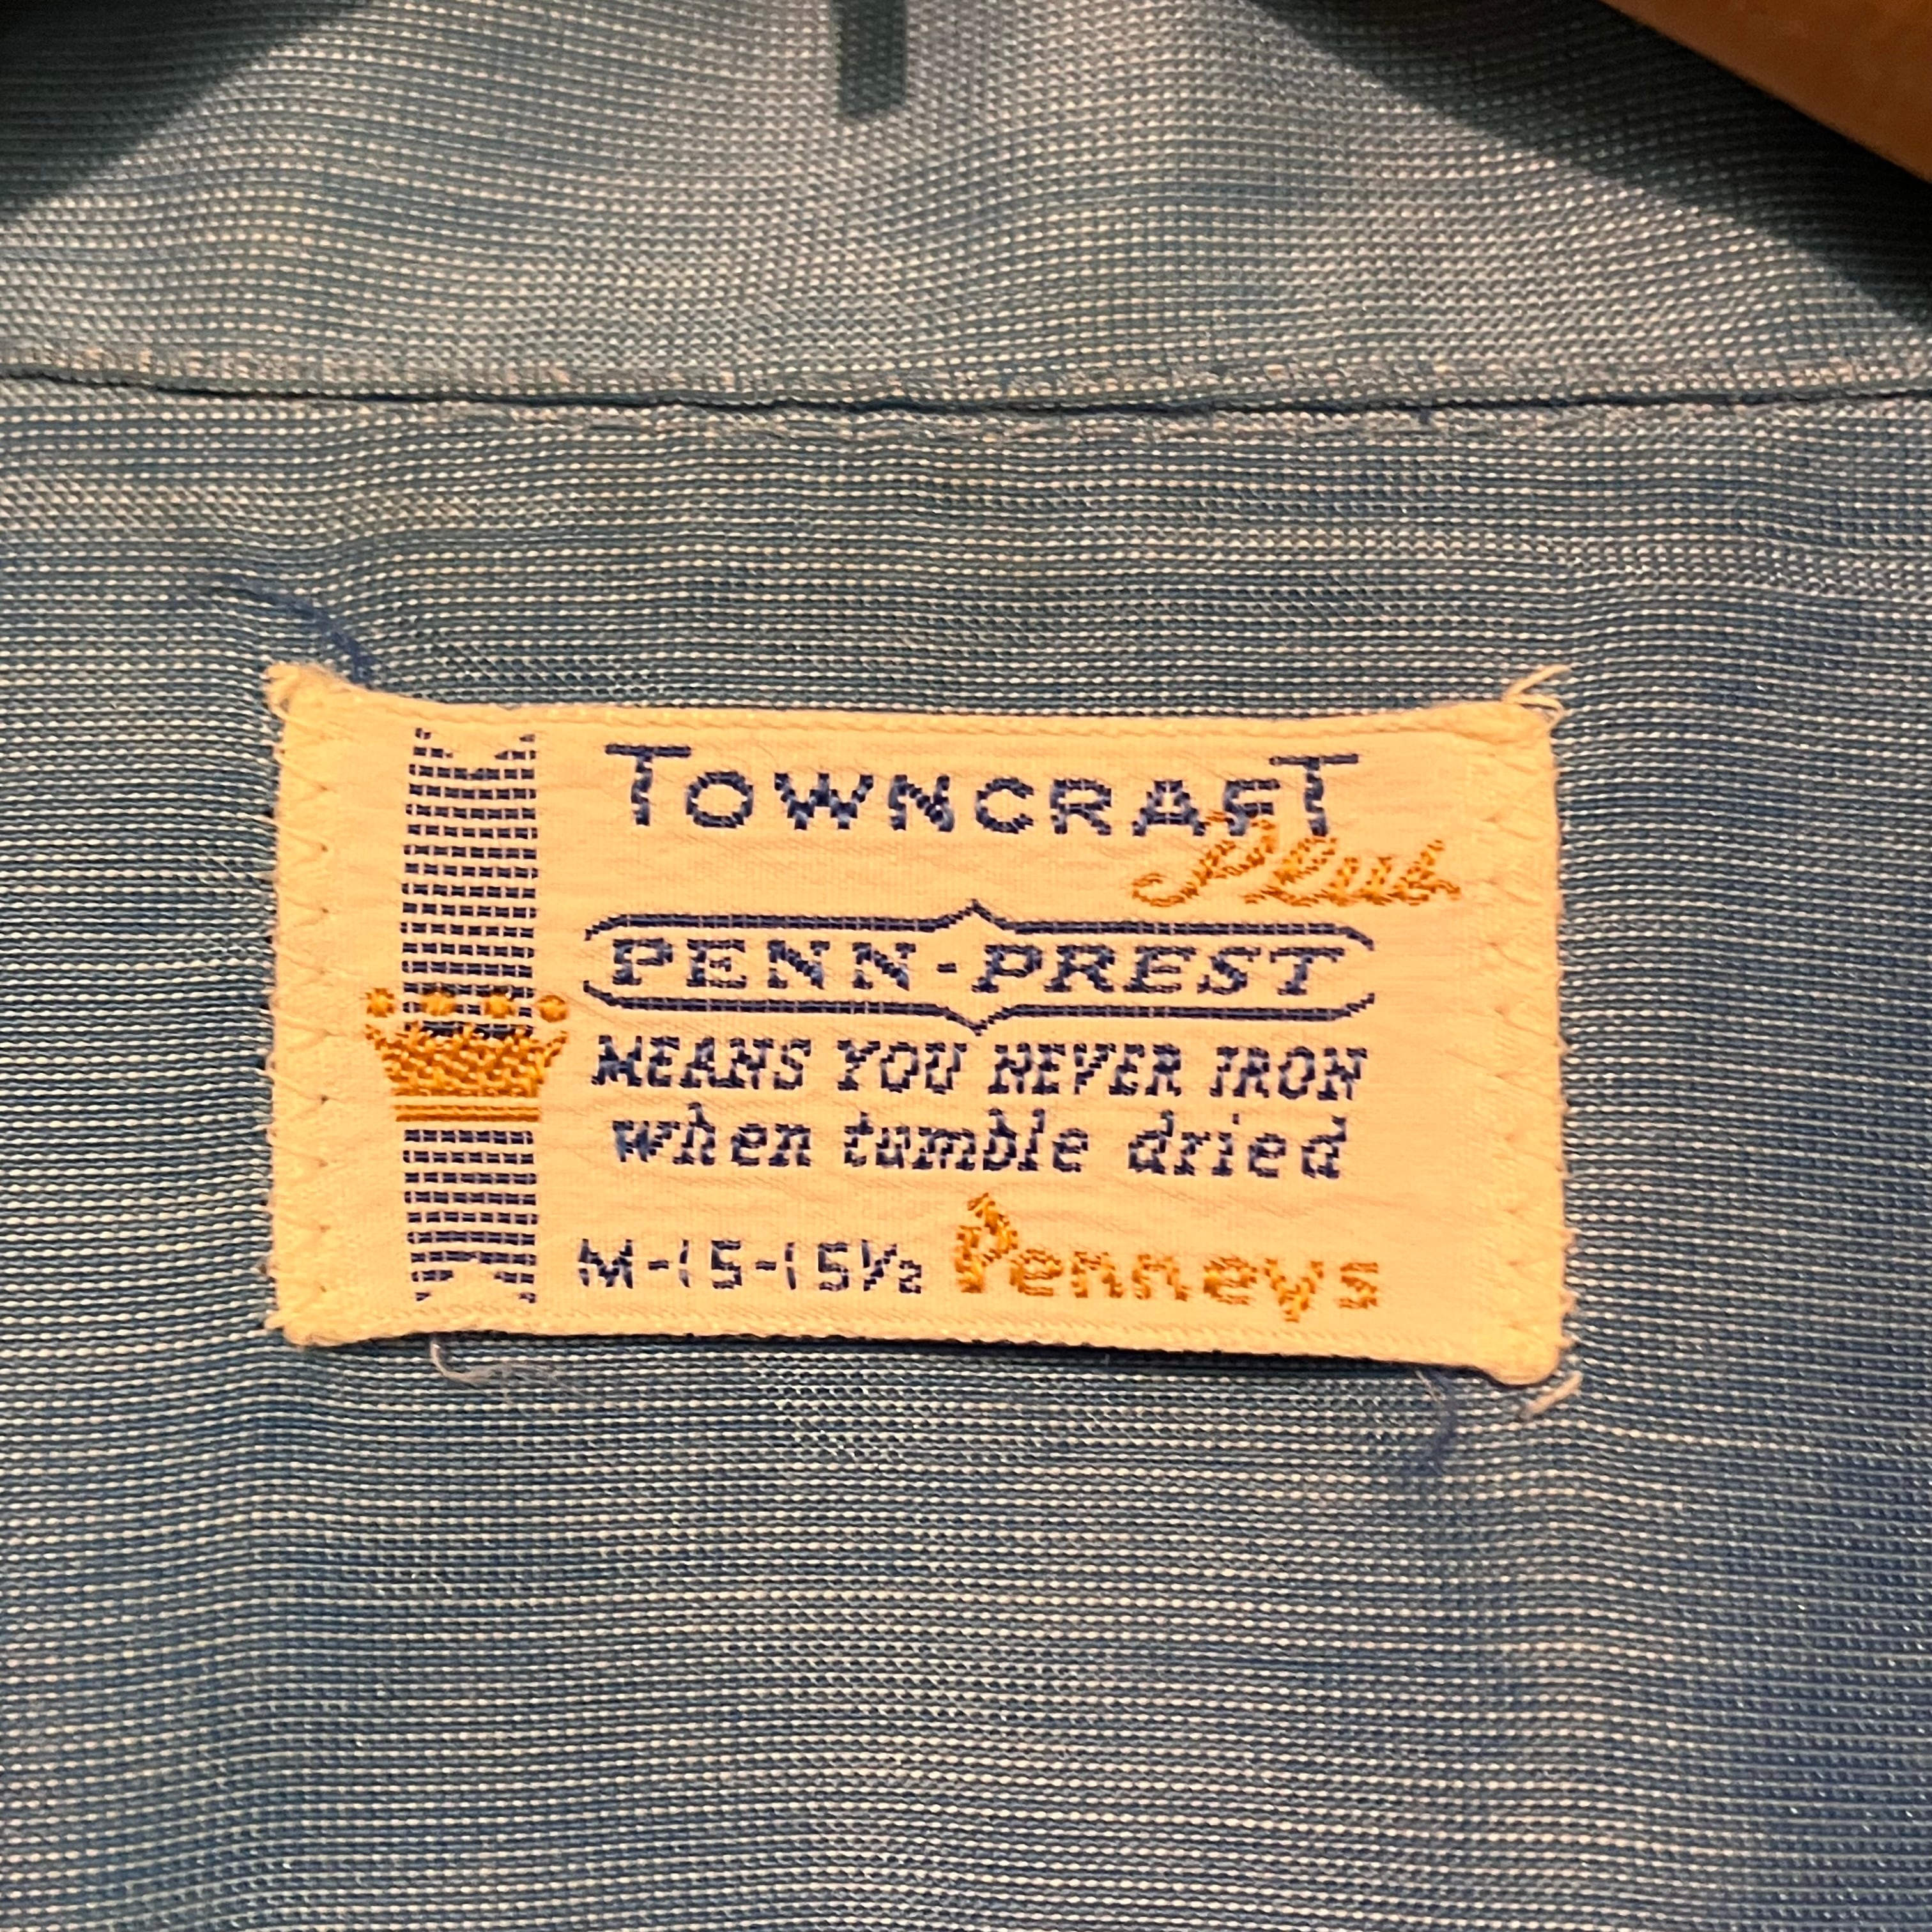 TOWNCRAFT
Plus
PENN-PREST
MEANS YOU NEVER IRON
when tumble dried
M-15-15½ Penneys